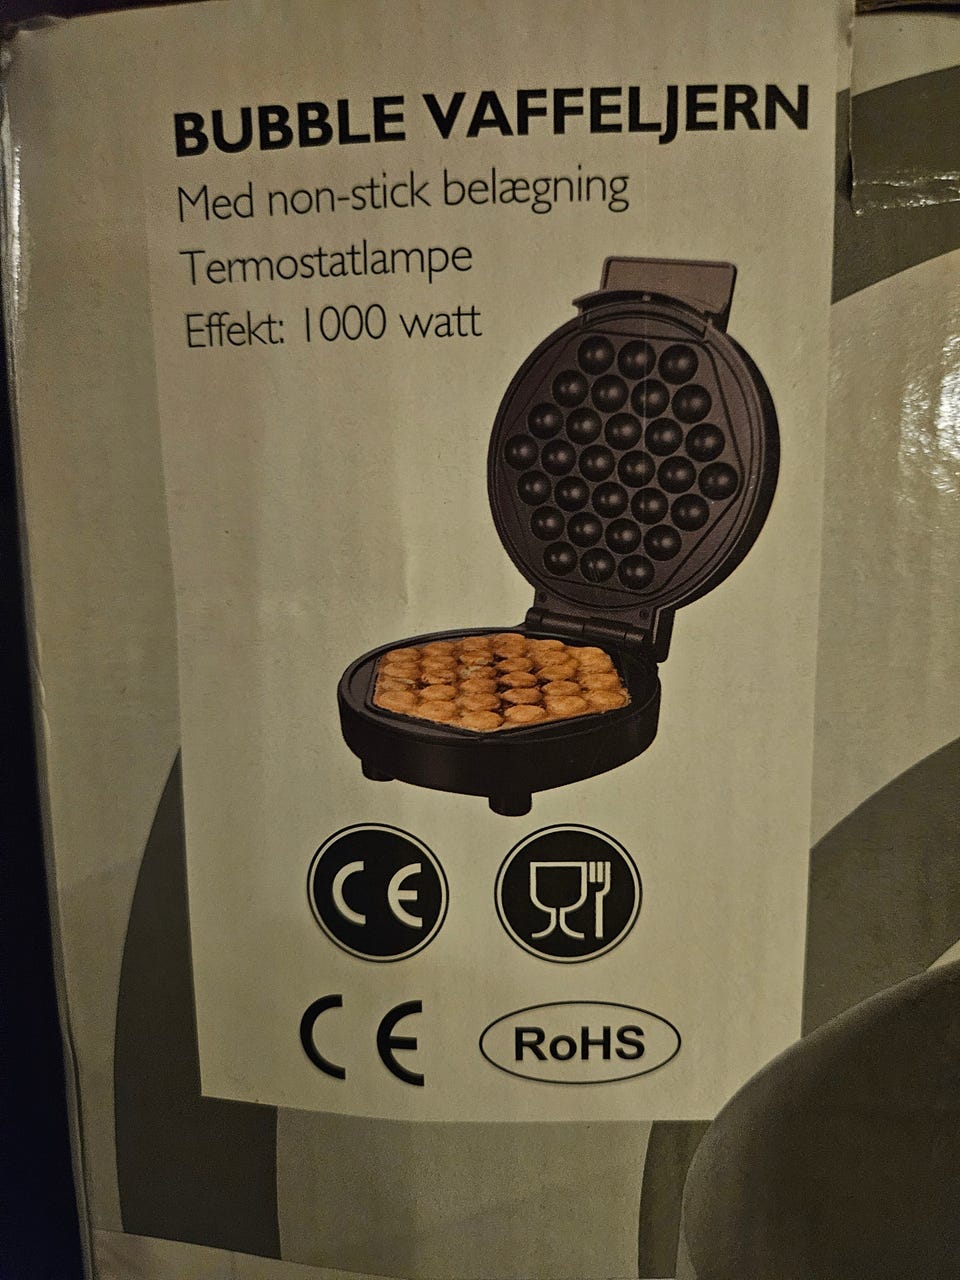 BUBBLE VAFFELJERN
Med non-stick belægning
Termostatlampe
Effekt: 1000 watt
CE
CE
RoHS